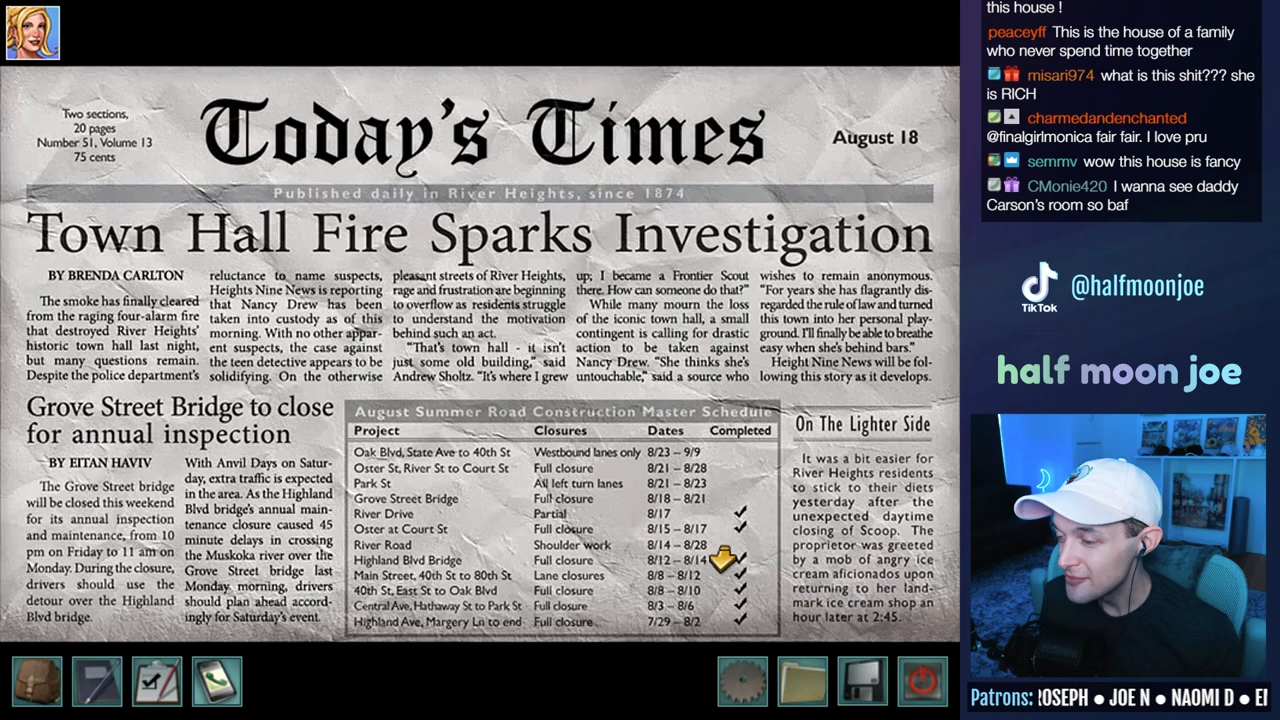 Two sections,
20 pages
Number 51, Volume 13
75 cents
Today's Times
August 18
Published daily in River Heights, since 1874
Town Hall Fire Sparks Investigation
BY BRENDA CARLTON
The smoke has finally cleared
from the raging four-alarm fire
that destroyed River Heights'
historic town hall last night,
but many questions remain.
Despite the police department's
reluctance to name suspects,
Heights Nine News is reporting
that Nancy Drew has been
taken into custody as of this
morning. With no other appar-
ent suspects, the case against
the teen detective appears to be
solidifying. On the otherwise
pleasant streets of River Heights,
rage and frustration are beginning
to overflow as residents struggle
to understand the motivation
behind such an act.
"That's town hall - it isn't
just some old building," said
Andrew Sholtz. "It's where I grew
up; I became a Frontier Scout
there. How can someone do that?"
While many mourn the loss
of the iconic town hall, a small
contingent is calling for drastic
action to be taken against
Nancy Drew. "She thinks she's
untouchable," said a source who
wishes to remain anonymous.
"For years she has flagrantly dis-
regarded the rule of law and turned
this town into her personal play-
ground. I'll finally be able to breathe
easy when she's behind bars."
Height Nine News will be fol-
lowing this story as it develops.
Grove Street Bridge to close
for annual inspection
BY EITAN HAVIV
The Grove Street bridge
will be closed this weekend
for its annual inspection
and maintenance, from 10
pm on Friday to 11 am on
Monday. During the closure,
drivers should use the
detour over the Highland
Blvd bridge.
With Anvil Days on Satur-
day, extra traffic is expected
in the area. As the Highland
Blvd bridge's annual main-
tenance closure caused 45
minute delays in crossing
the Muskoka river over the
Grove Street bridge last
Monday morning, drivers
should plan ahead accord-
ingly for Saturday's event.
August Summer Road Construction Master Schedule
Project Closures Dates Completed
Oak Blvd, State Ave to 40th St Westbound lanes only 8/23 – 9/9
Oster St, River St to Court St Full closure 8/21 – 8/28
Park St All left turn lanes 8/21 – 8/23
Grove Street Bridge Full closure 8/18 – 8/21
River Drive Partial 8/17 ✓
Oster at Court St Full closure 8/15 – 8/17 ✓
River Road Shoulder work 8/14 – 8/28
Highland Blvd Bridge Full closure 8/12 – 8/14 ✓
Main Street, 40th St to 80th St Lane closures 8/8 – 8/12 ✓
40th St, East St to Oak Blvd Full closure 8/8 – 8/10 ✓
Central Ave, Hathaway St to Park St Full closure 8/3 – 8/6 ✓
Highland Ave, Margery Ln to end Full closure 7/29 – 8/2 ✓
On The Lighter Side
It was a bit easier for
River Heights residents
to stick to their diets
yesterday after the
unexpected daytime
closing of Scoop. The
proprietor was greeted
by a mob of angry ice
cream aficionados upon
returning to her land-
mark ice cream shop an
hour later at 2:45.
this house !
peaceyff This is the house of a family
who never spend time together
misari974 what is this shit??? she
is RICH
charmedandenchanted
@finalgirlmonica fair fair. I love pru
semmv wow this house is fancy
CMonie420 I wanna see daddy
Carson's room so baf
TikTok
@halfmoonjoe
half moon joe
Patrons: ROSEPH ● JOE N ● NAOMI D ●